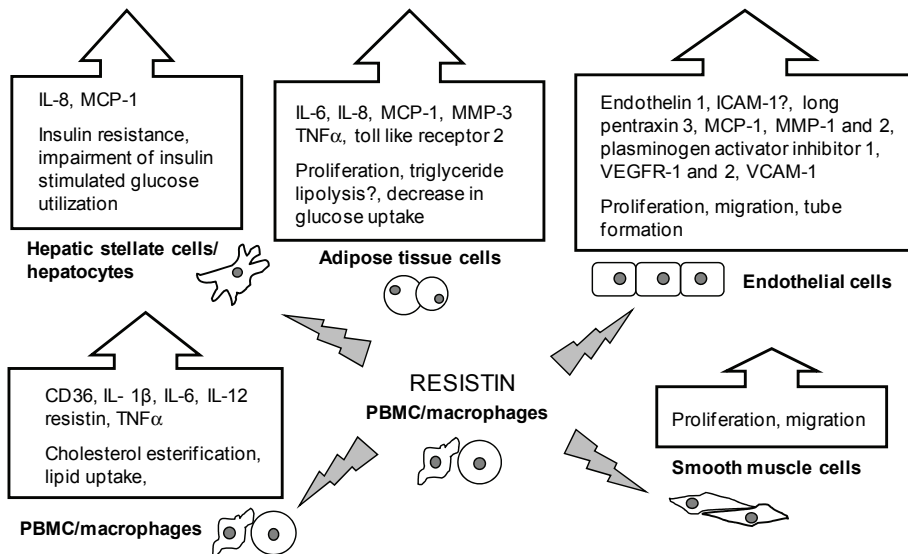 IL-8, MCP-1
Insulin resistance,
impairment of insulin
stimulated glucose
utilization
Hepatic stellate cells/
hepatocytes
IL-6, IL-8, MCP-1, MMP-3
TNFα, toll like receptor 2
Proliferation, triglyceride
lipolysis?, decrease in
glucose uptake
Adipose tissue cells
Endothelin 1, ICAM-1?, long
pentraxin 3, MCP-1, MMP-1 and 2,
plasminogen activator inhibitor 1,
VEGFR-1 and 2, VCAM-1
Proliferation, migration, tube
formation
Endothelial cells
CD36, IL- 1β, IL-6, IL-12
resistin, TNFα
Cholesterol esterification,
lipid uptake,
PBMC/macrophages
RESISTIN
PBMC/macrophages
Proliferation, migration
Smooth muscle cells